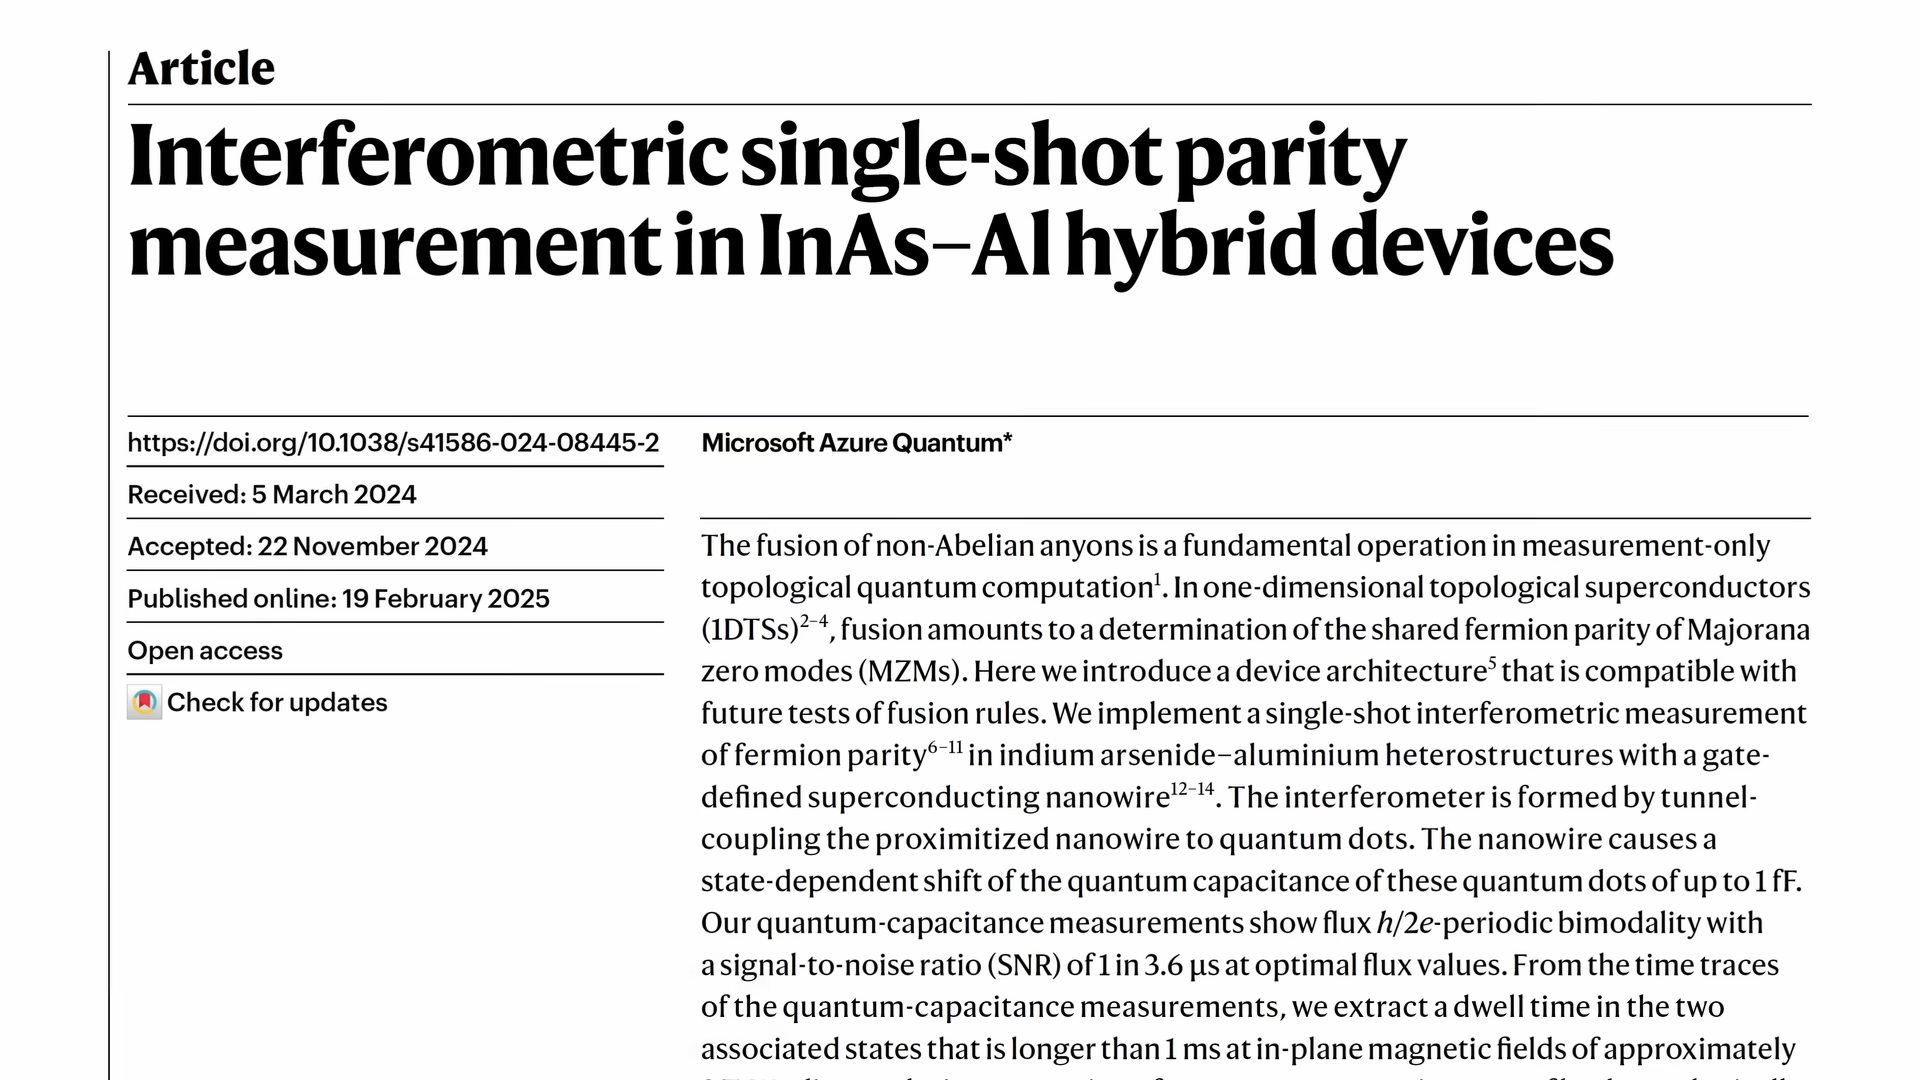 Article
Interferometric single-shot parity
measurement in InAs–Al hybrid devices
https://doi.org/10.1038/s41586-024-08445-2
Received: 5 March 2024
Accepted: 22 November 2024
Published online: 19 February 2025
Open access
Check for updates
Microsoft Azure Quantum*
The fusion of non-Abelian anyons is a fundamental operation in measurement-only
topological quantum computation1. In one-dimensional topological superconductors
(1DTSs)2–4, fusion amounts to a determination of the shared fermion parity of Majorana
zero modes (MZMs). Here we introduce a device architecture5 that is compatible with
future tests of fusion rules. We implement a single-shot interferometric measurement
of fermion parity6–11 in indium arsenide–aluminium heterostructures with a gate-
defined superconducting nanowire12–14. The interferometer is formed by tunnel-
coupling the proximitized nanowire to quantum dots. The nanowire causes a
state-dependent shift of the quantum capacitance of these quantum dots of up to 1 fF.
Our quantum-capacitance measurements show flux h/2e-periodic bimodality with
a signal-to-noise ratio (SNR) of 1 in 3.6 μs at optimal flux values. From the time traces
of the quantum-capacitance measurements, we extract a dwell time in the two
associated states that is longer than 1 ms at in-plane magnetic fields of approximately